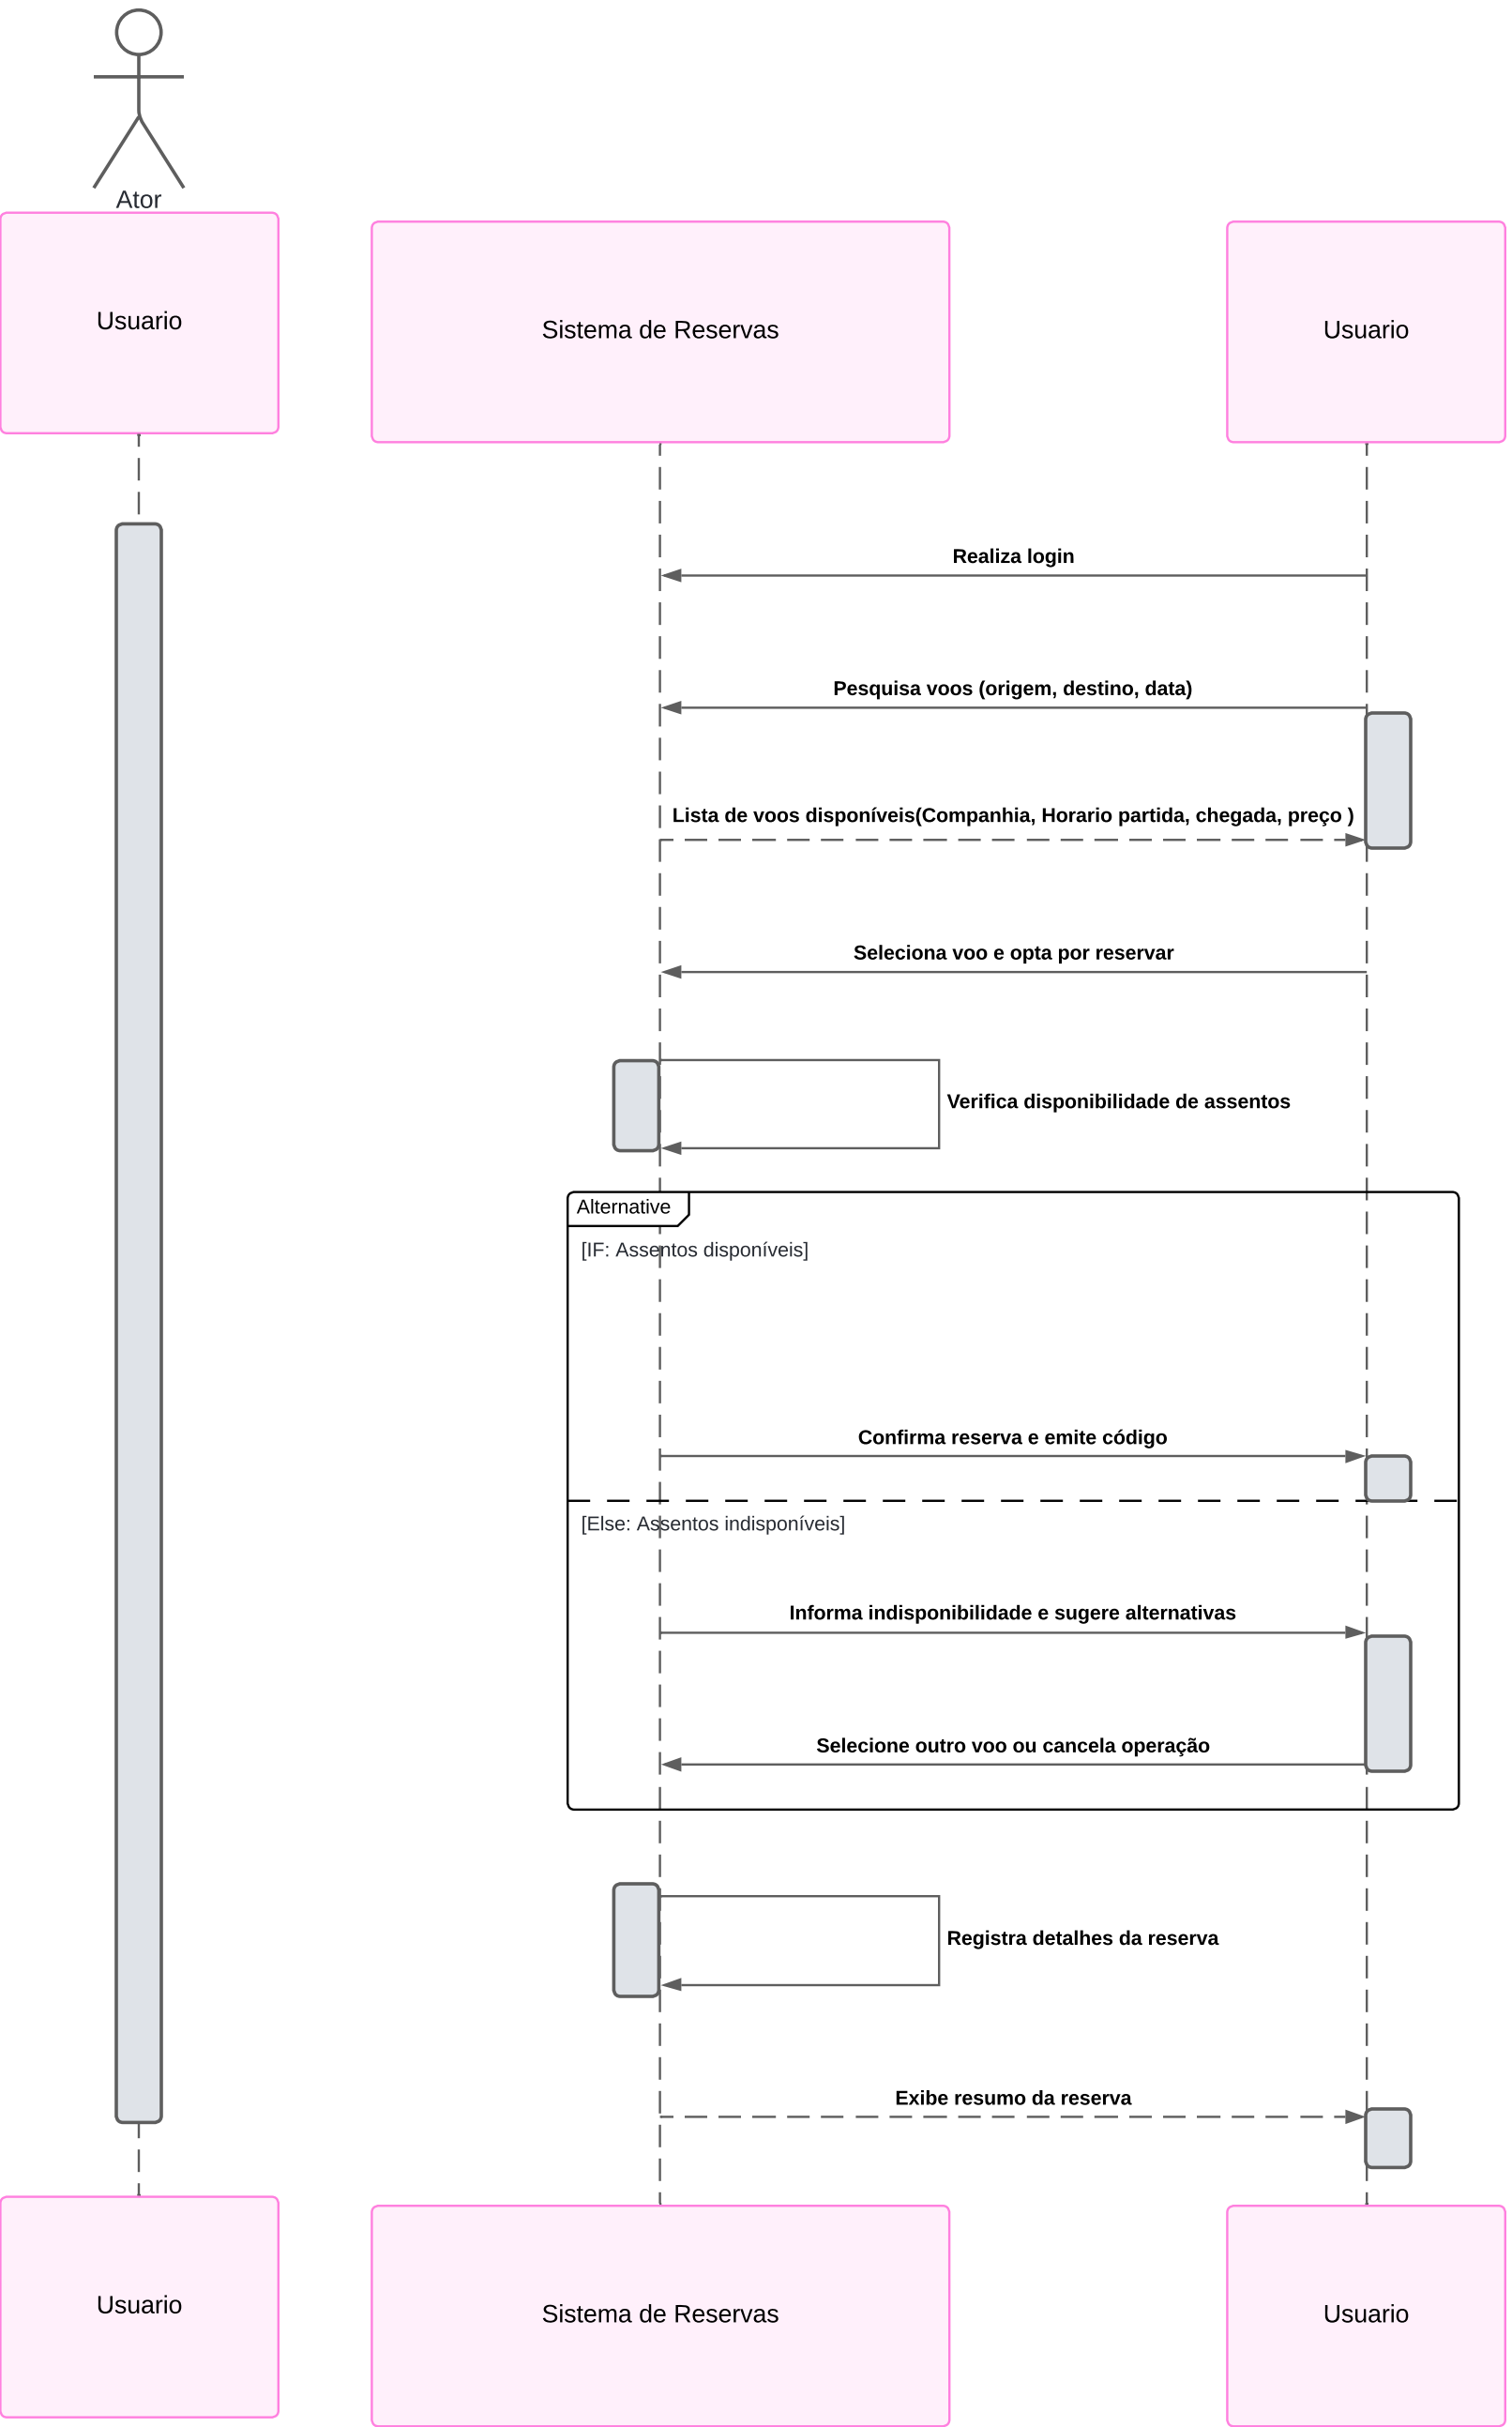 Ator
Usuario
Sistema de Reservas
Usuario
Realiza login
Pesquisa voos (origem, destino, data)
Lista de voos disponíveis(Companhia, Horario partida, chegada, preço )
Seleciona voo e opta por reservar
Verifica disponibilidade de assentos
Alternative
[IF: Assentos disponíveis]
Confirma reserva e emite código
[Else: Assentos indisponíveis]
Informa indisponibilidade e sugere alternativas
Selecione outro voo ou cancela operação
Registra detalhes da reserva
Exibe resumo da reserva
Usuario
Sistema de Reservas
Usuario